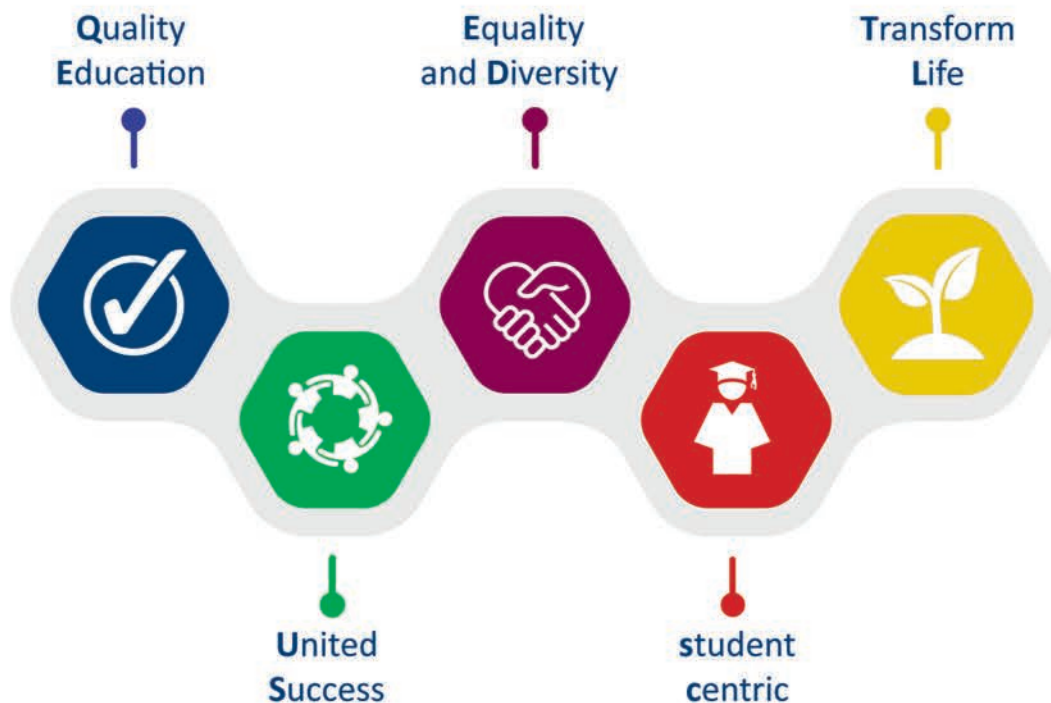 Quality
Education
Equality
and Diversity
Transform
Life
United
Success
student
centric